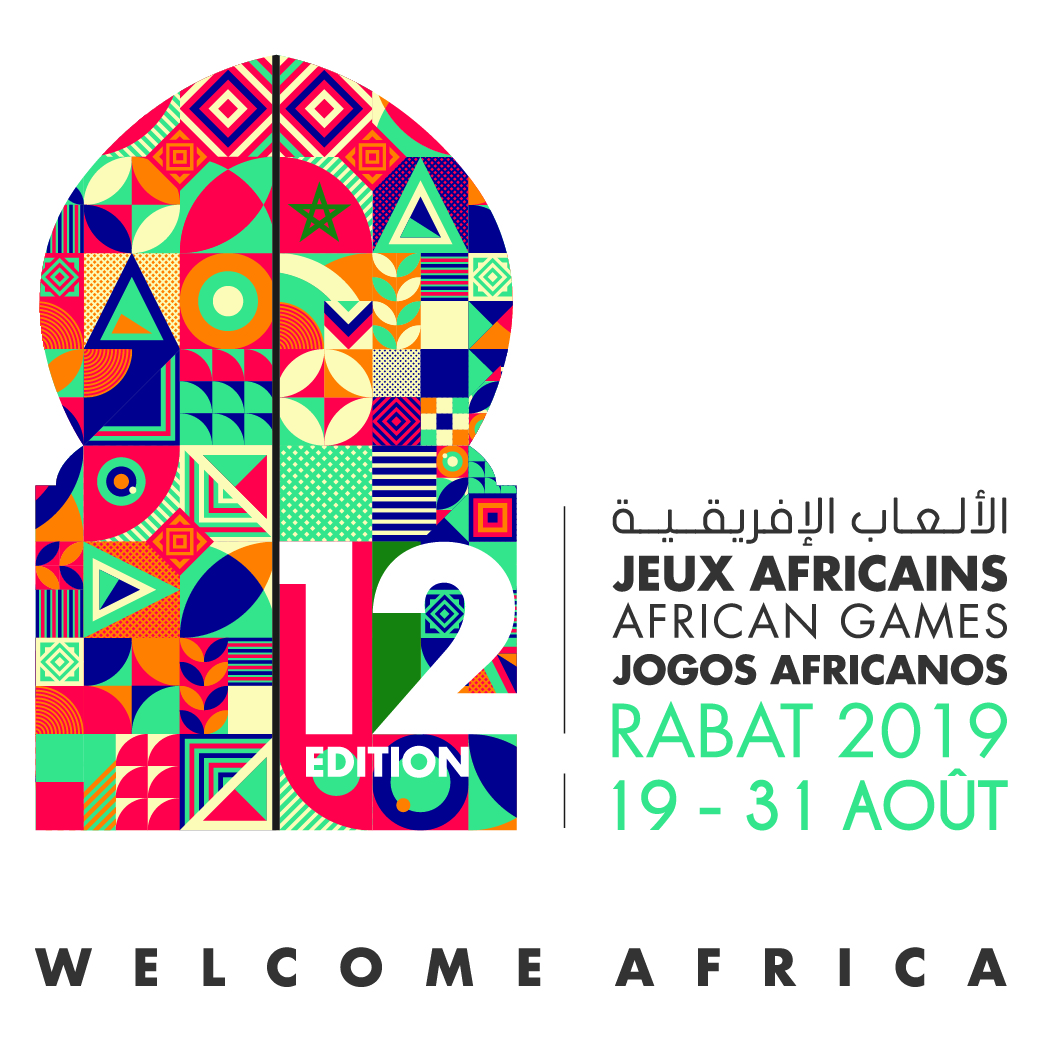 12
EDITION
الألعاب الإفريقية
JEUX AFRICAINS
AFRICAN GAMES
JOGOS AFRICANOS
RABAT 2019
19 - 31 AOÛT
WELCOME AFRICA